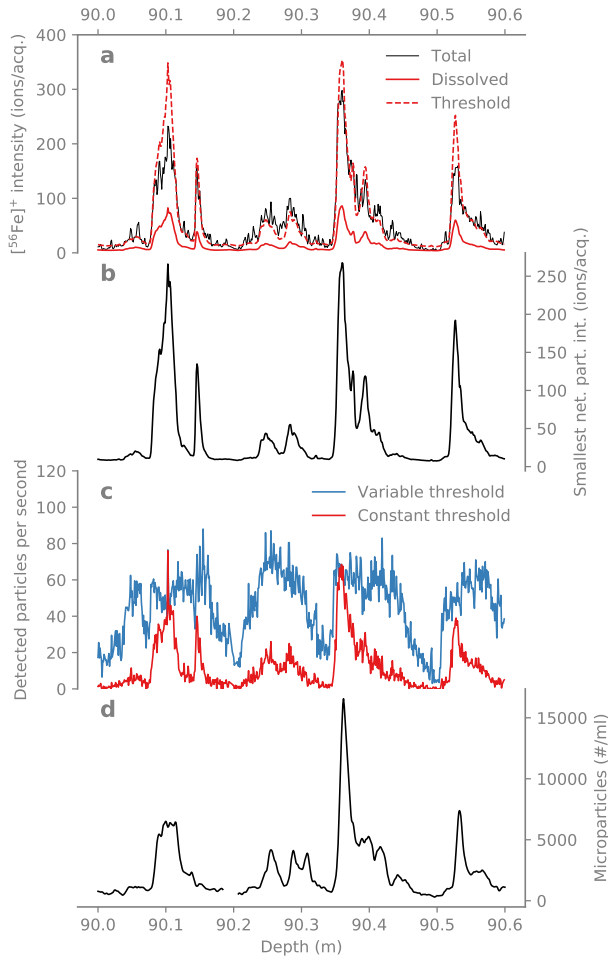 90.0 90.1 90.2 90.3 90.4 90.5 90.6
a
Total
Dissolved
Threshold
400
300
200
100
0
[⁵⁶Fe]⁺ intensity (ions/acq.)
b
250
200
150
100
50
0
Smallest net. part. int. (ions/acq.)
c
Variable threshold
Constant threshold
120
100
80
60
40
20
0
Detected particles per second
d
15000
10000
5000
0
Microparticles (#/ml)
90.0 90.1 90.2 90.3 90.4 90.5 90.6
Depth (m)